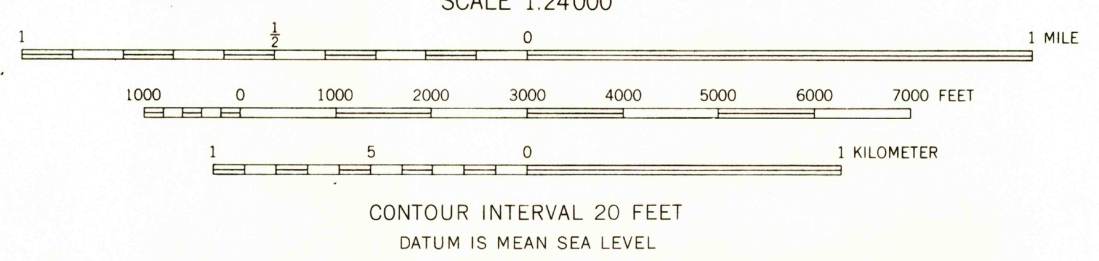 SCALE 1:24000
1 ½ 0 1 MILE
1000 0 1000 2000 3000 4000 5000 6000 7000 FEET
1 5 0 1 KILOMETER
CONTOUR INTERVAL 20 FEET
DATUM IS MEAN SEA LEVEL